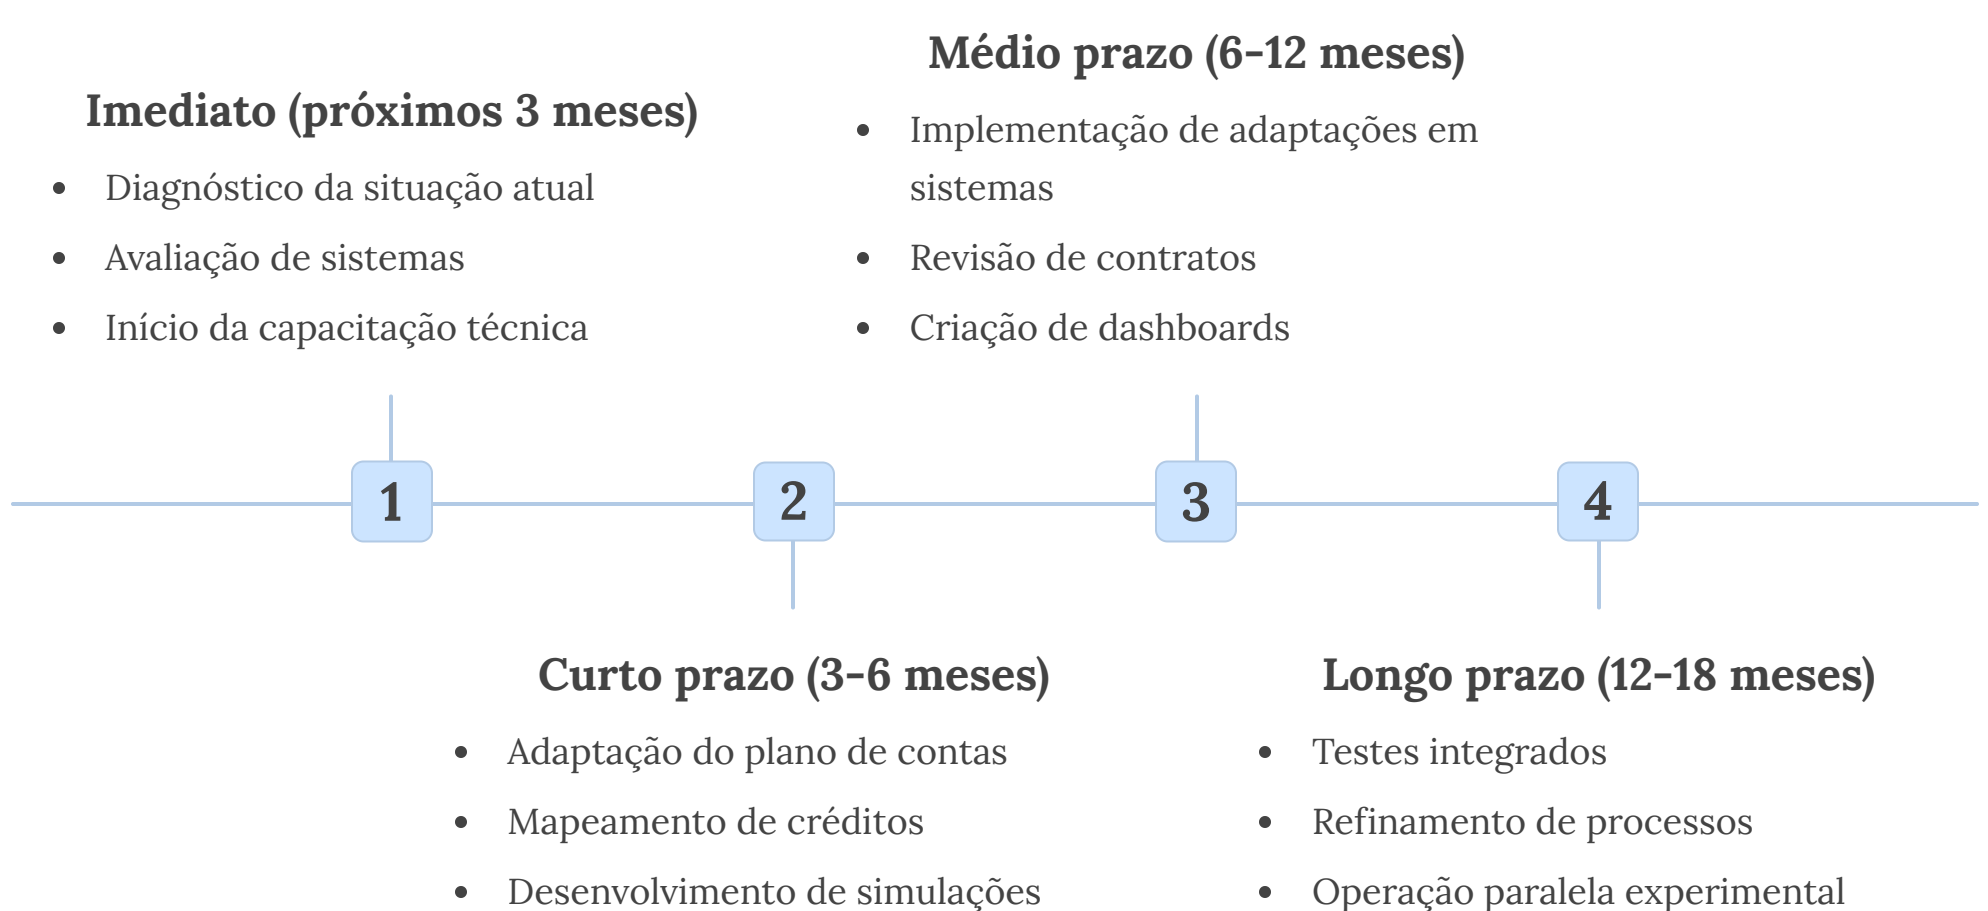 Imediato (próximos 3 meses)
• Diagnóstico da situação atual
• Avaliação de sistemas
• Início da capacitação técnica
Médio prazo (6-12 meses)
• Implementação de adaptações em
sistemas
• Revisão de contratos
• Criação de dashboards
1
2
3
4
Curto prazo (3-6 meses)
• Adaptação do plano de contas
• Mapeamento de créditos
• Desenvolvimento de simulações
Longo prazo (12-18 meses)
• Testes integrados
• Refinamento de processos
• Operação paralela experimental